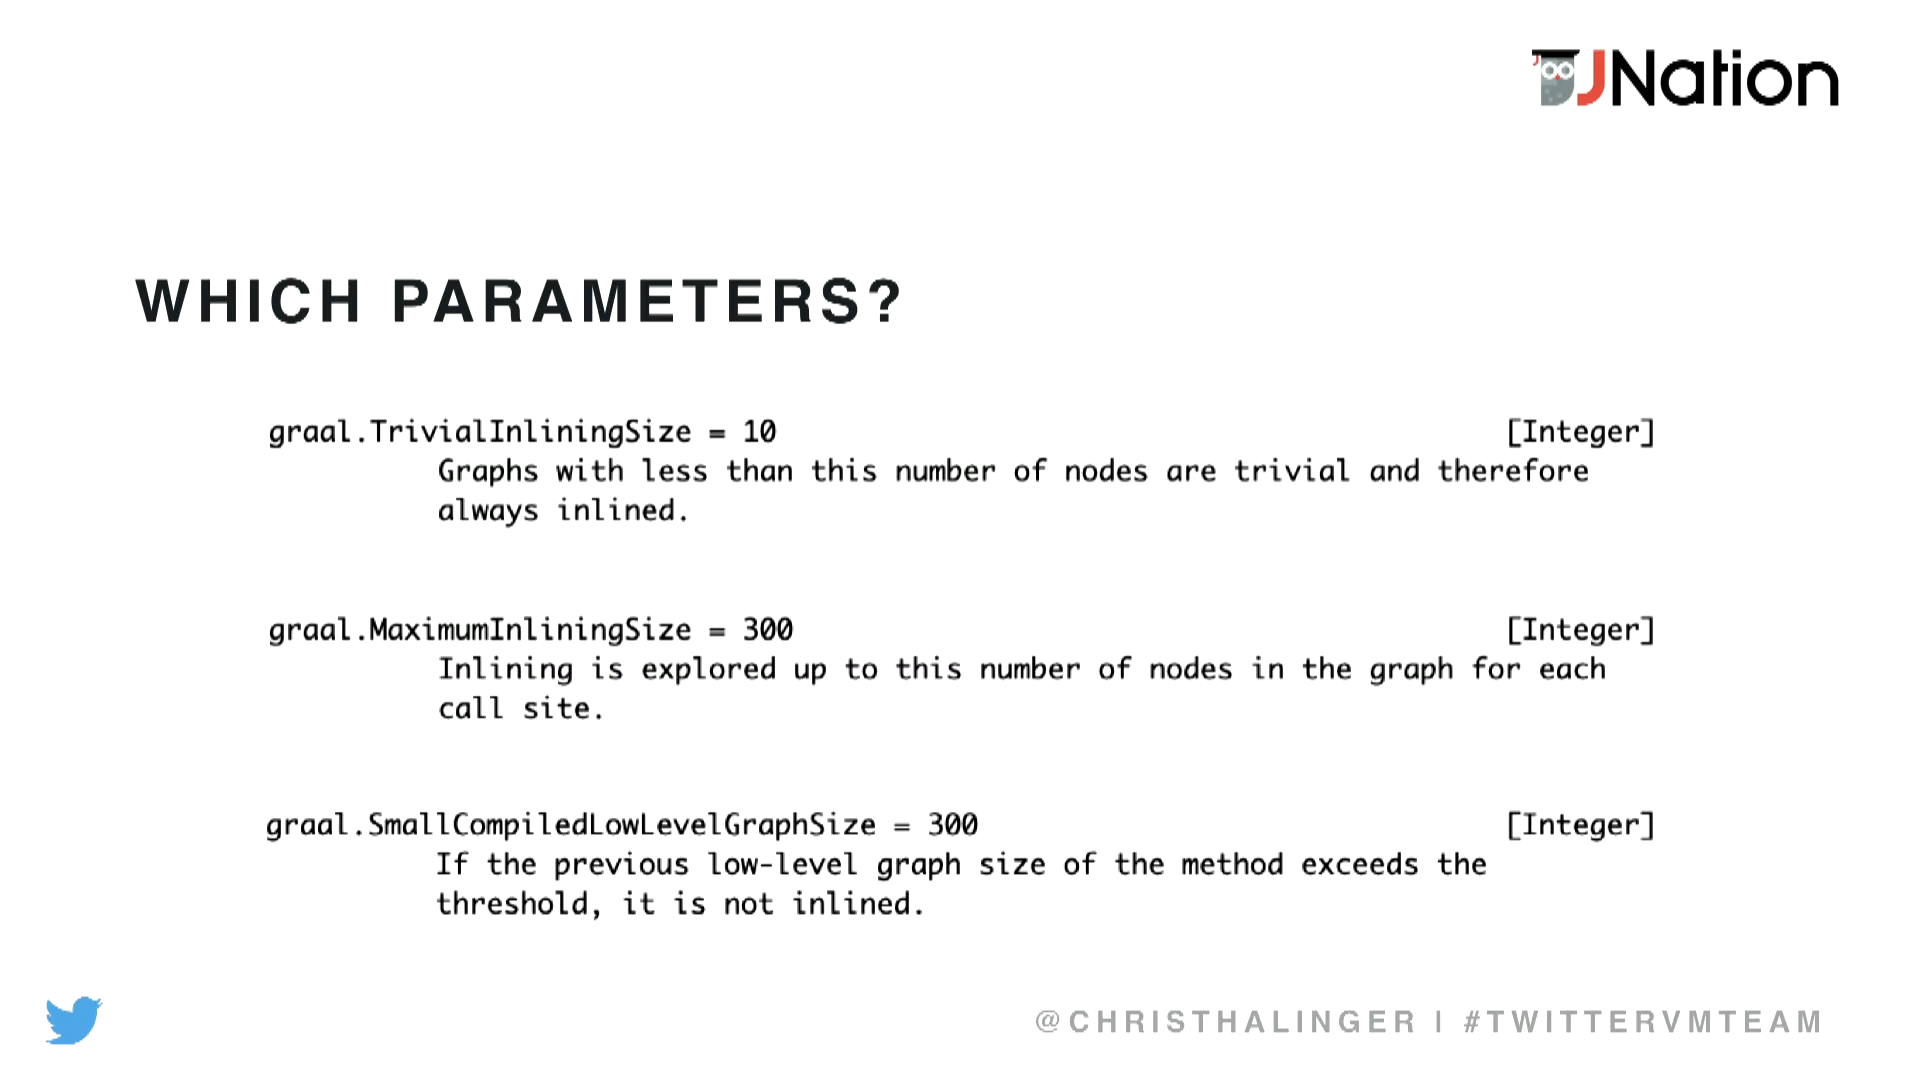 JNation
WHICH PARAMETERS?
graal.TrivialInliningSize = 10 [Integer]
Graphs with less than this number of nodes are trivial and therefore
always inlined.
graal.MaximumInliningSize = 300 [Integer]
Inlining is explored up to this number of nodes in the graph for each
call site.
graal.SmallCompiledLowLevelGraphSize = 300 [Integer]
If the previous low-level graph size of the method exceeds the
threshold, it is not inlined.
@CHRISTHALINGER | #TWITTERVMTEAM